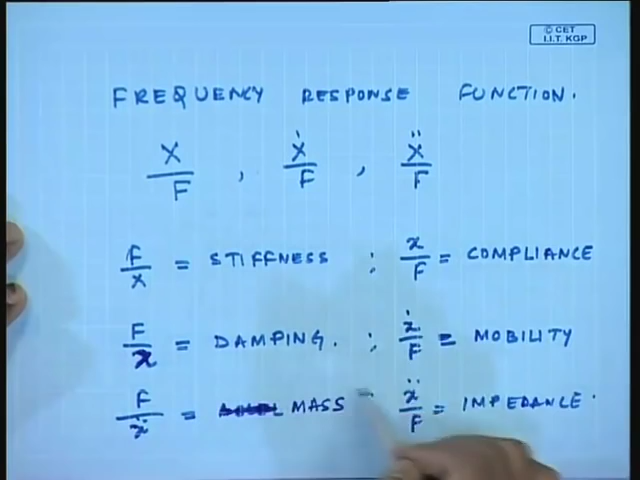 © CET
I.I.T. KGP
FREQUENCY RESPONSE FUNCTION.
X/F , Ẋ/F , Ẍ/F
F/X = STIFFNESS ; x/F = COMPLIANCE
F/ẋ = DAMPING. ; ẋ/F = MOBILITY
F/ẍ = MASS ẍ/F = IMPEDANCE.